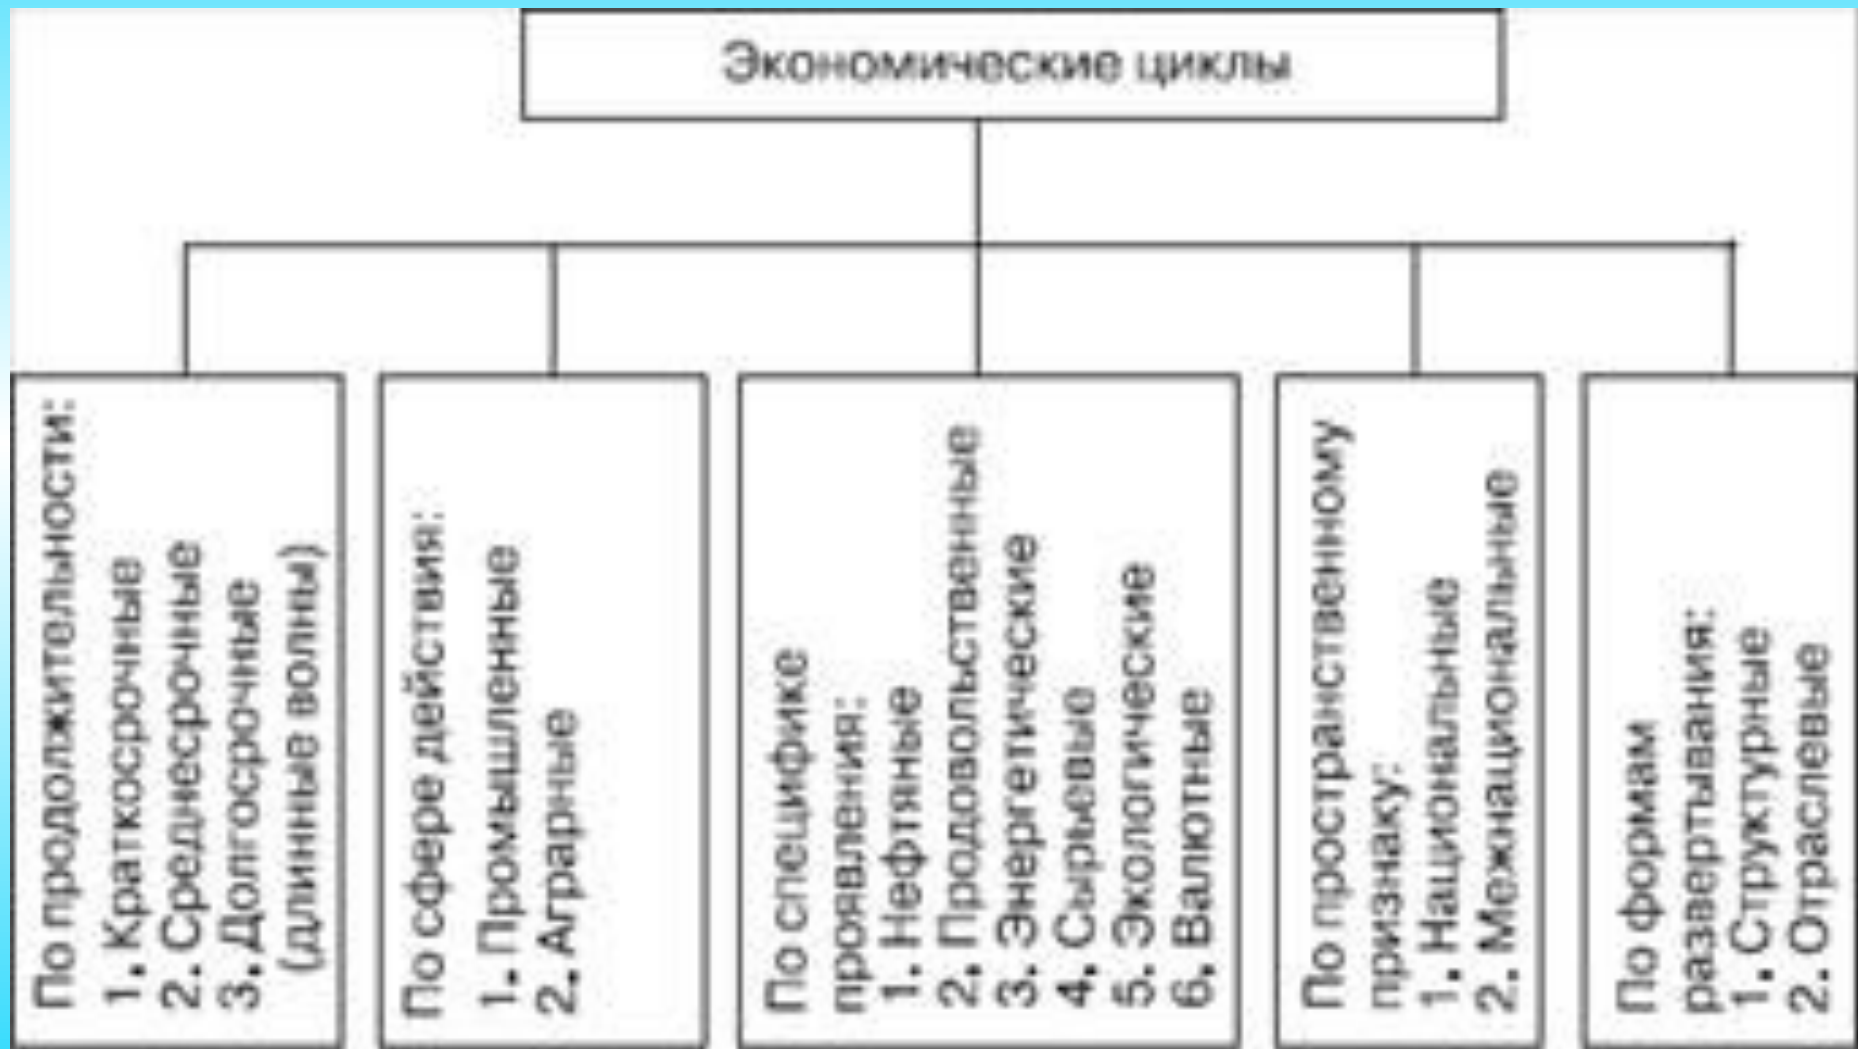 Экономические циклы
По продолжительности:
1. Краткосрочные
2. Среднесрочные
3. Долгосрочные
(длинные волны)
По сфере действия:
1. Промышленные
2. Аграрные
По специфике
проявления:
1. Нефтяные
2. Продовольственные
3. Энергетические
4. Сырьевые
5. Экологические
6. Валютные
По пространственному
признаку:
1. Национальные
2. Межнациональные
По формам
развертывания:
1. Структурные
2. Отраслевые